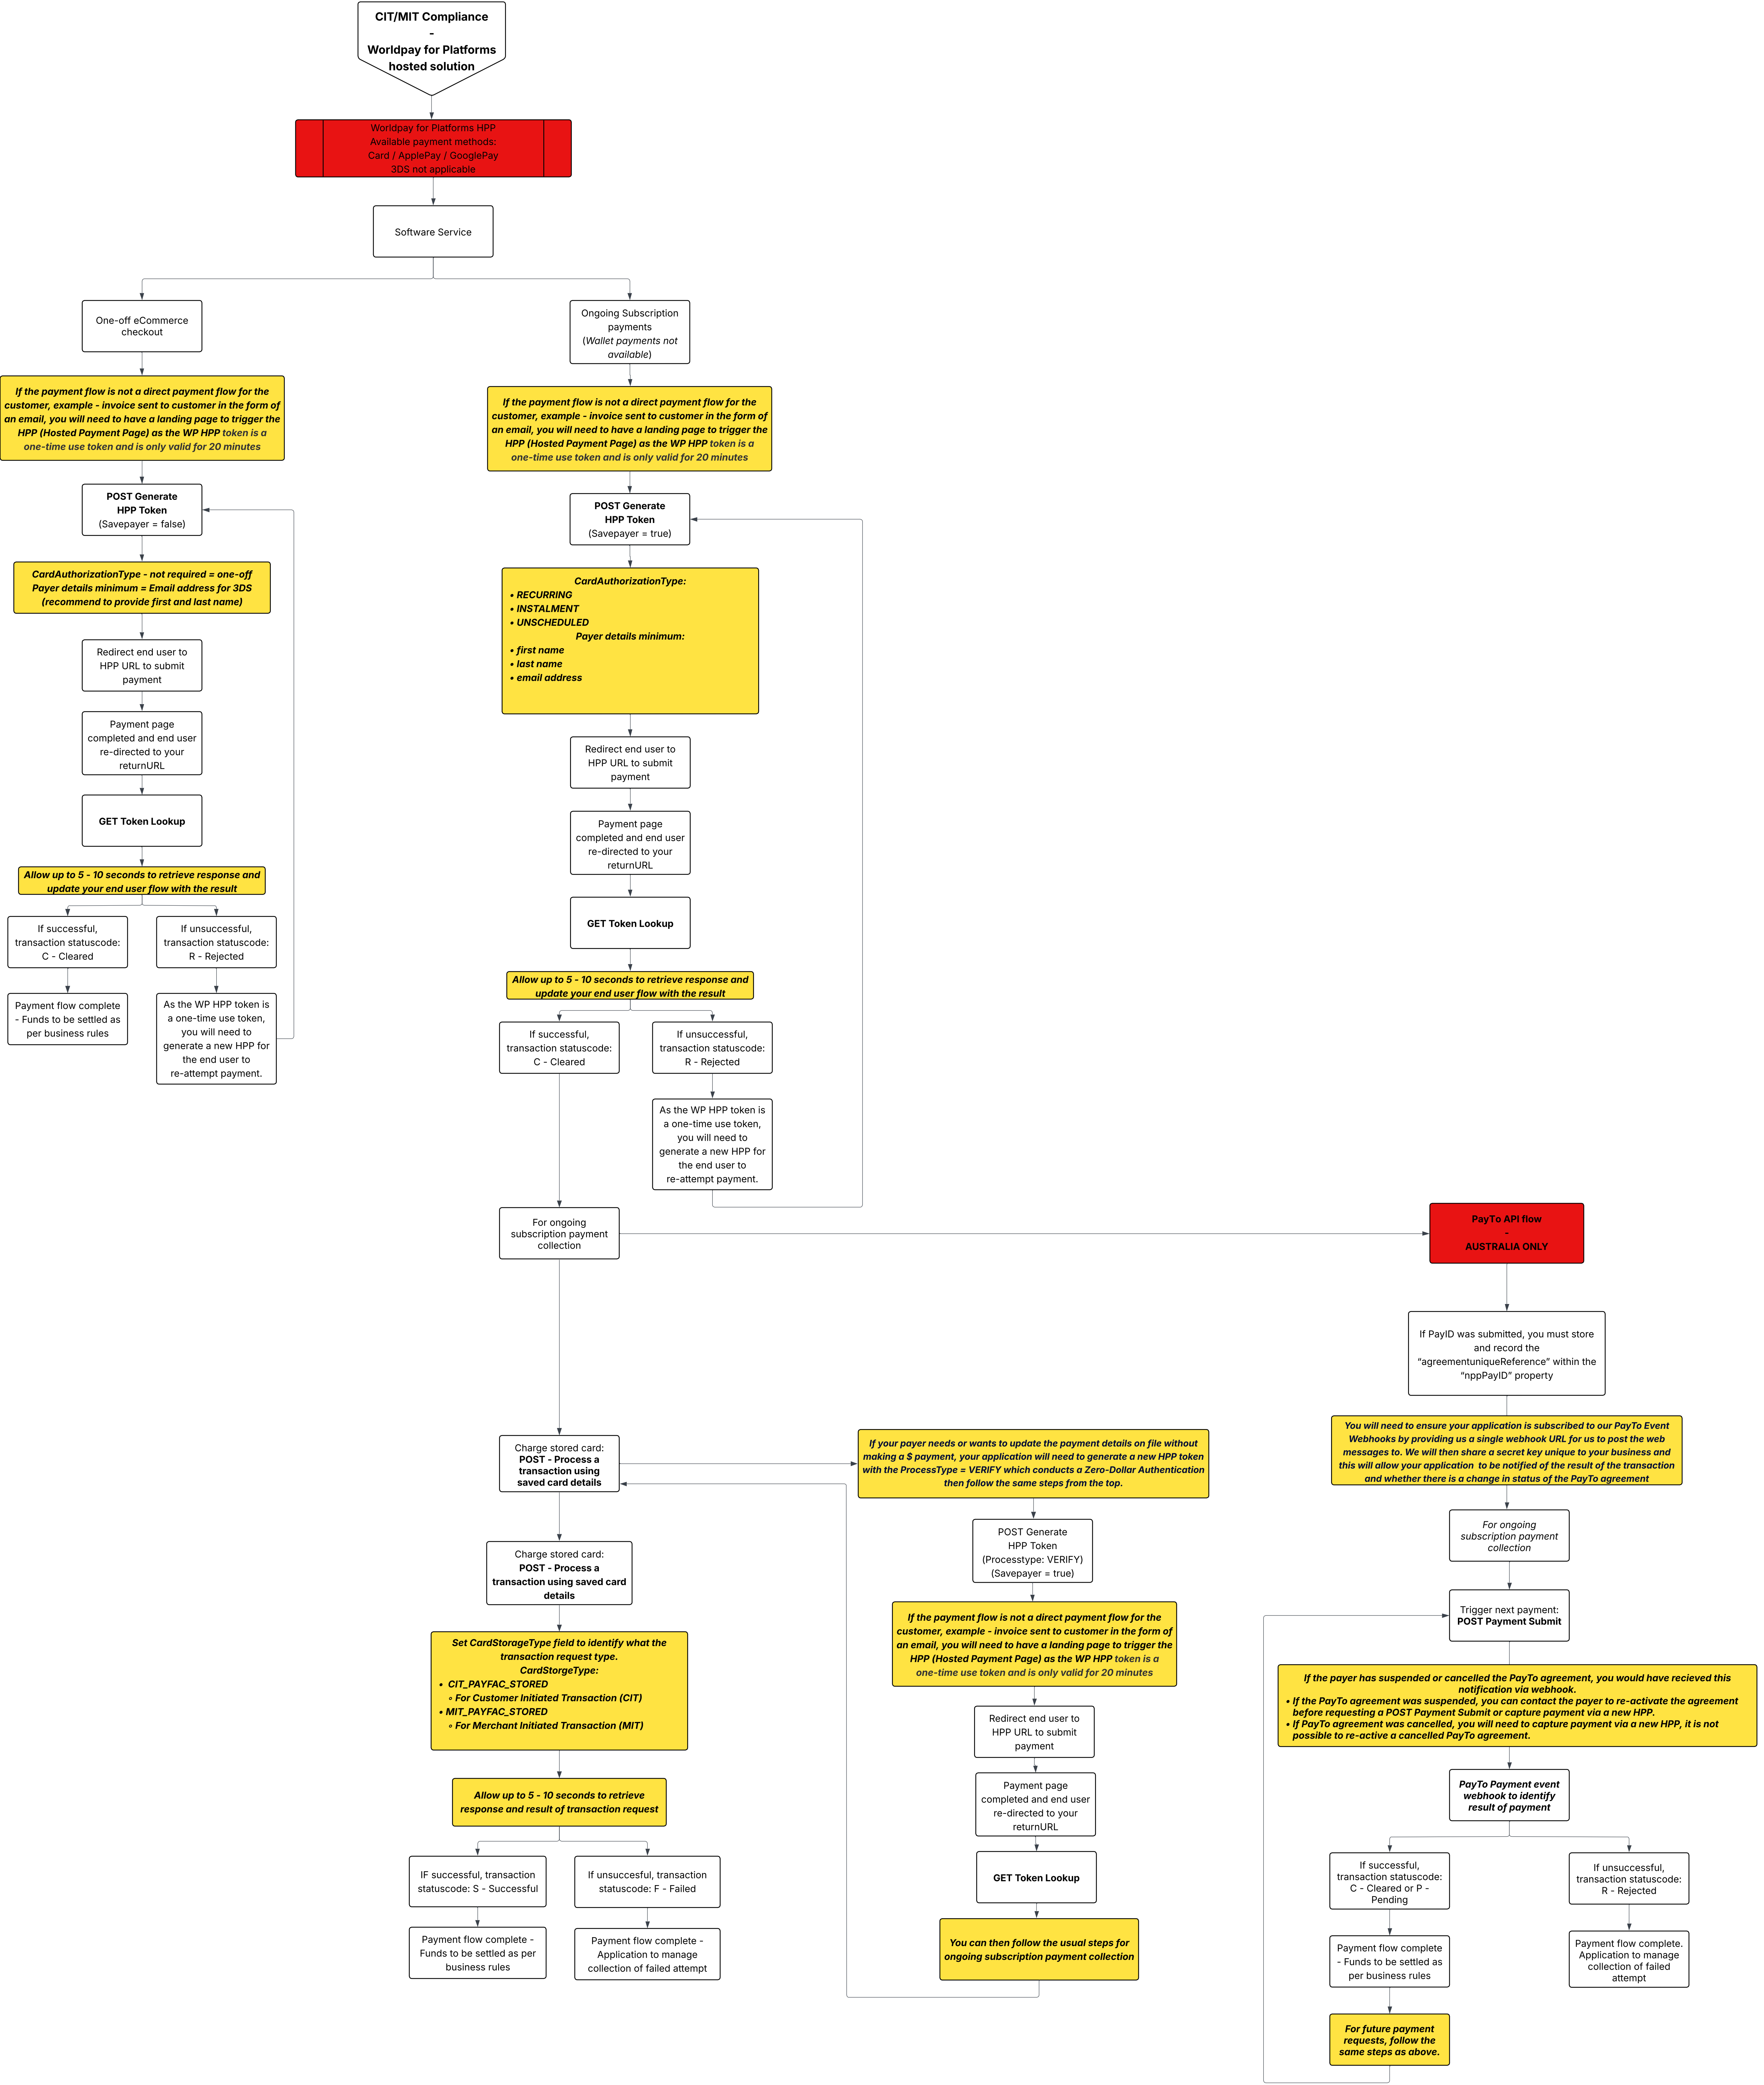 CIT/MIT Compliance
-
Worldpay for Platforms
hosted solution
Worldpay for Platforms HPP
Available payment methods:
Card / ApplePay / GooglePay
3DS not applicable
Software Service
One-off eCommerce
checkout
If the payment flow is not a direct payment flow for the
customer, example - invoice sent to customer in the form of
an email, you will need to have a landing page to trigger the
HPP (Hosted Payment Page) as the WP HPP token is a
one-time use token and is only valid for 20 minutes
POST Generate
HPP Token
(Savepayer = false)
CardAuthorizationType - not required = one-off
Payer details minimum = Email address for 3DS
(recommend to provide first and last name)
Redirect end user to
HPP URL to submit
payment
Payment page
completed and end user
re-directed to your
returnURL
GET Token Lookup
Allow up to 5 - 10 seconds to retrieve response and
update your end user flow with the result
If successful,
transaction statuscode:
C - Cleared
If unsuccessful,
transaction statuscode:
R - Rejected
Payment flow complete
- Funds to be settled as
per business rules
As the WP HPP token is
a one-time use token,
you will need to
generate a new HPP for
the end user to
re-attempt payment.
Ongoing Subscription
payments
(Wallet payments not
available)
If the payment flow is not a direct payment flow for the
customer, example - invoice sent to customer in the form of
an email, you will need to have a landing page to trigger the
HPP (Hosted Payment Page) as the WP HPP token is a
one-time use token and is only valid for 20 minutes
POST Generate
HPP Token
(Savepayer = true)
CardAuthorizationType:
• RECURRING
• INSTALMENT
• UNSCHEDULED
Payer details minimum:
• first name
• last name
• email address
Redirect end user to
HPP URL to submit
payment
Payment page
completed and end user
re-directed to your
returnURL
GET Token Lookup
Allow up to 5 - 10 seconds to retrieve response and
update your end user flow with the result
If successful,
transaction statuscode:
C - Cleared
If unsuccessful,
transaction statuscode:
R - Rejected
As the WP HPP token is
a one-time use token,
you will need to
generate a new HPP for
the end user to
re-attempt payment.
For ongoing
subscription payment
collection
Charge stored card:
POST - Process a
transaction using
saved card details
Charge stored card:
POST - Process a
transaction using saved card
details
Set CardStorageType field to identify what the
transaction request type.
CardStorgeType:
• CIT_PAYFAC_STORED
∘ For Customer Initiated Transaction (CIT)
• MIT_PAYFAC_STORED
∘ For Merchant Initiated Transaction (MIT)
Allow up to 5 - 10 seconds to retrieve
response and result of transaction request
IF successful, transaction
statuscode: S - Successful
If unsuccesful, transaction
statuscode: F - Failed
Payment flow complete -
Funds to be settled as per
business rules
Payment flow complete -
Application to manage
collection of failed attempt
If your payer needs or wants to update the payment details on file without
making a $ payment, your application will need to generate a new HPP token
with the ProcessType = VERIFY which conducts a Zero-Dollar Authentication
then follow the same steps from the top.
POST Generate
HPP Token
(Processtype: VERIFY)
(Savepayer = true)
If the payment flow is not a direct payment flow for the
customer, example - invoice sent to customer in the form of
an email, you will need to have a landing page to trigger the
HPP (Hosted Payment Page) as the WP HPP token is a
one-time use token and is only valid for 20 minutes
Redirect end user to
HPP URL to submit
payment
Payment page
completed and end user
re-directed to your
returnURL
GET Token Lookup
You can then follow the usual steps for
ongoing subscription payment collection
PayTo API flow
-
AUSTRALIA ONLY
If PayID was submitted, you must store
and record the
“agreementuniqueReference” within the
“nppPayID” property
You will need to ensure your application is subscribed to our PayTo Event
Webhooks by providing us a single webhook URL for us to post the web
messages to. We will then share a secret key unique to your business and
this will allow your application to be notified of the result of the transaction
and whether there is a change in status of the PayTo agreement
For ongoing
subscription payment
collection
Trigger next payment:
POST Payment Submit
If the payer has suspended or cancelled the PayTo agreement, you would have recieved this
notification via webhook.
• If the PayTo agreement was suspended, you can contact the payer to re-activate the agreement
before requesting a POST Payment Submit or capture payment via a new HPP.
• If PayTo agreement was cancelled, you will need to capture payment via a new HPP, it is not
possible to re-active a cancelled PayTo agreement.
PayTo Payment event
webhook to identify
result of payment
If successful,
transaction statuscode:
C - Cleared or P -
Pending
If unsuccessful,
transaction statuscode:
R - Rejected
Payment flow complete
- Funds to be settled as
per business rules
Payment flow complete.
Application to manage
collection of failed
attempt
For future payment
requests, follow the
same steps as above.